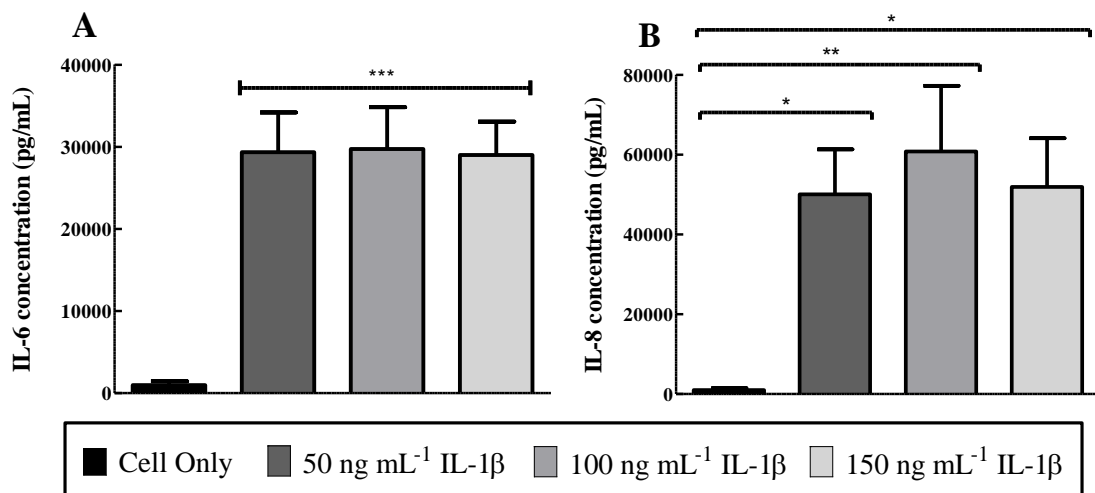 A
IL-6 concentration (pg/mL)
40000
30000
20000
10000
0
***
B
IL-8 concentration (pg/mL)
80000
60000
40000
20000
0
*
**
*
Cell Only
50 ng mL⁻¹ IL-1β
100 ng mL⁻¹ IL-1β
150 ng mL⁻¹ IL-1β